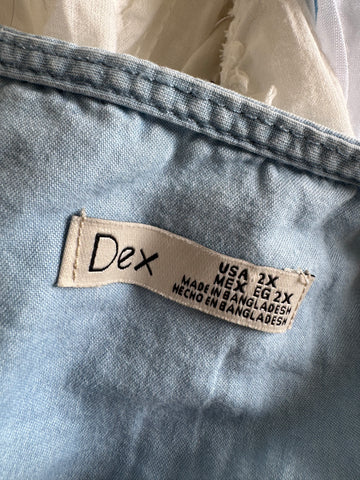 Dex
USA 2X
MEX EG 2X
MADE IN BANGLADESH
HECHO EN BANGLADESH